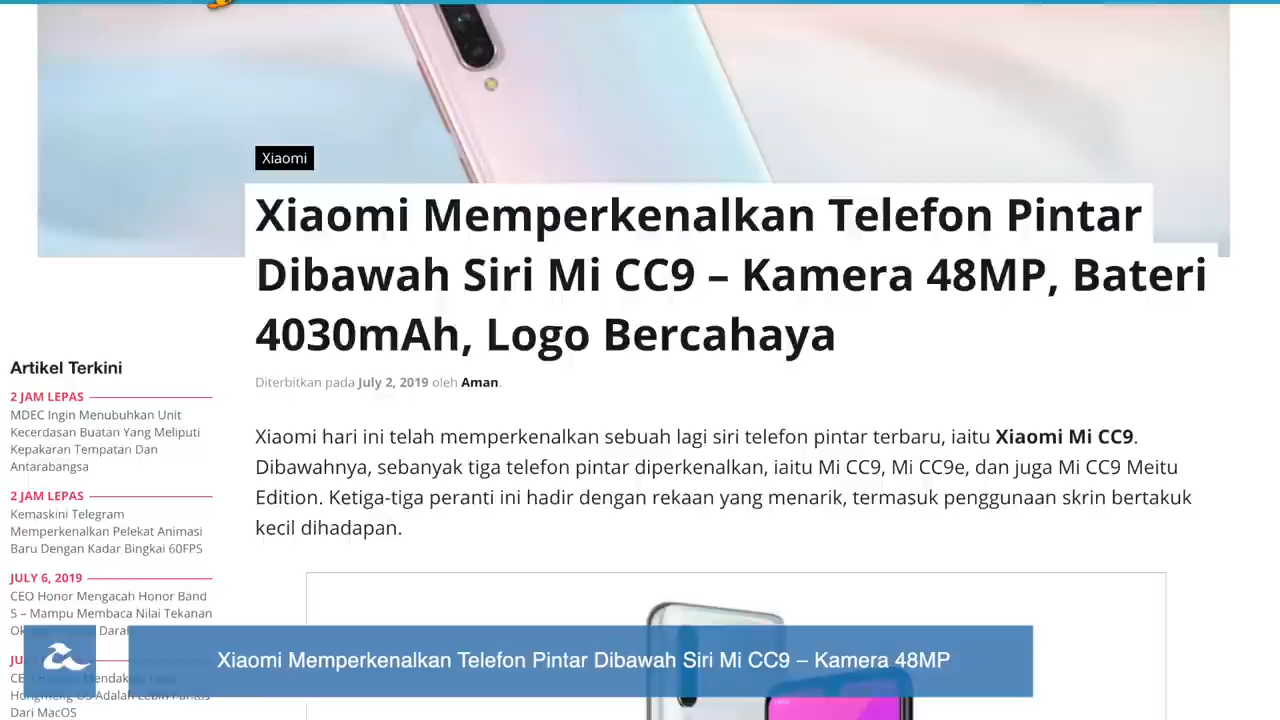 Xiaomi
Xiaomi Memperkenalkan Telefon Pintar
Dibawah Siri Mi CC9 – Kamera 48MP, Bateri
4030mAh, Logo Bercahaya
Diterbitkan pada July 2, 2019 oleh Aman.
Xiaomi hari ini telah memperkenalkan sebuah lagi siri telefon pintar terbaru, iaitu Xiaomi Mi CC9.
Dibawahnya, sebanyak tiga telefon pintar diperkenalkan, iaitu Mi CC9, Mi CC9e, dan juga Mi CC9 Meitu
Edition. Ketiga-tiga peranti ini hadir dengan rekaan yang menarik, termasuk penggunaan skrin bertakuk
kecil dihadapan.
Artikel Terkini
2 JAM LEPAS
MDEC Ingin Menubuhkan Unit
Kecerdasan Buatan Yang Meliputi
Kepakaran Tempatan Dan
Antarabangsa
2 JAM LEPAS
Kemaskini Telegram
Memperkenalkan Pelekat Animasi
Baru Dengan Kadar Bingkai 60FPS
JULY 6, 2019
CEO Honor Mengacah Honor Band
5 – Mampu Membaca Nilai Tekanan
Dari MacOS
Xiaomi Memperkenalkan Telefon Pintar Dibawah Siri Mi CC9 – Kamera 48MP